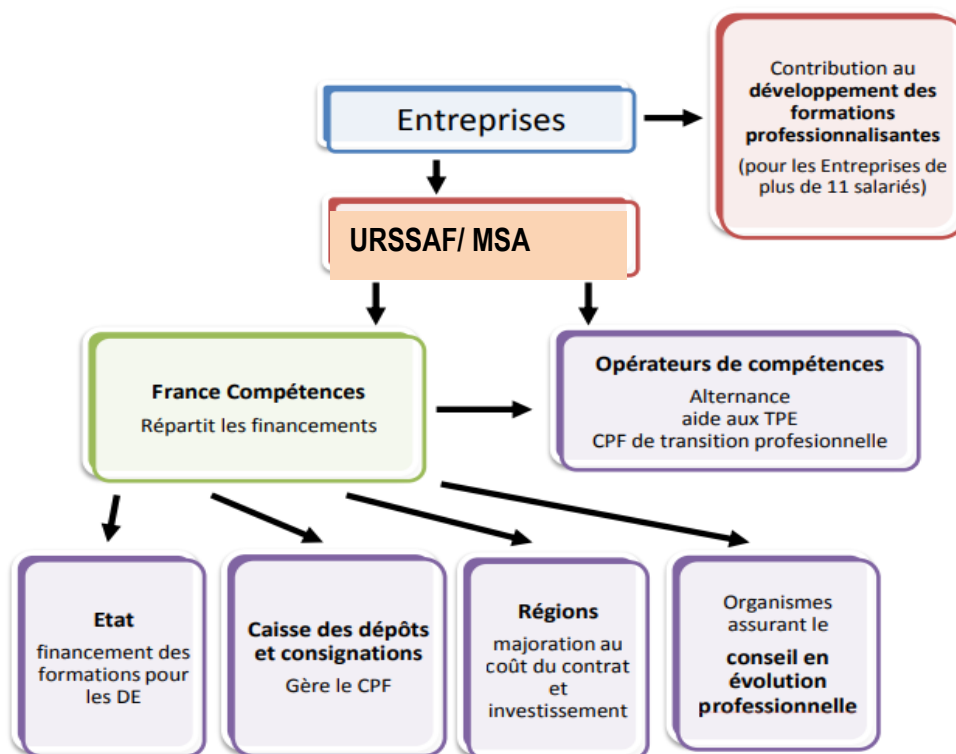 Contribution au
développement des
formations
professionnalisantes
(pour les Entreprises de
plus de 11 salariés)
Entreprises
URSSAF/ MSA
France Compétences
Répartit les financements
Opérateurs de compétences
Alternance
aide aux TPE
CPF de transition profesionnelle
Etat
financement des
formations pour
les DE
Caisse des dépôts
et consignations
Gère le CPF
Régions
majoration au
coût du contrat
et
investissement
Organismes
assurant le
conseil en
évolution
professionnelle